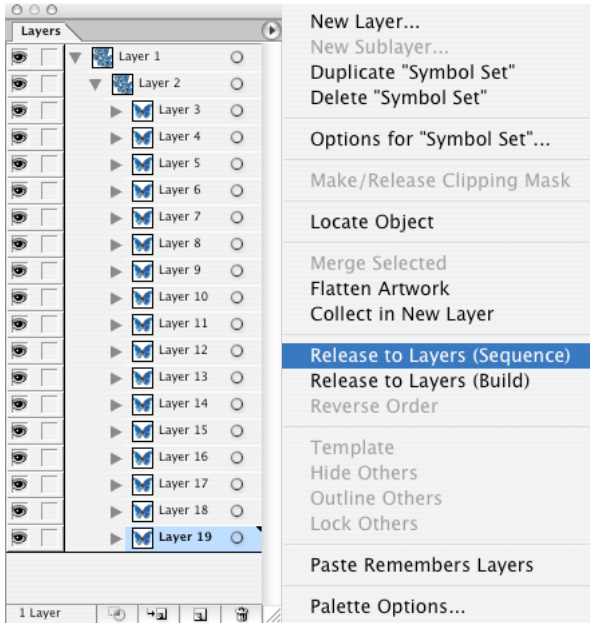 Layers
Layer 1
Layer 2
Layer 3
Layer 4
Layer 5
Layer 6
Layer 7
Layer 8
Layer 9
Layer 10
Layer 11
Layer 12
Layer 13
Layer 14
Layer 15
Layer 16
Layer 17
Layer 18
Layer 19
1 Layer
New Layer...
New Sublayer...
Duplicate "Symbol Set"
Delete "Symbol Set"
Options for "Symbol Set"...
Make/Release Clipping Mask
Locate Object
Merge Selected
Flatten Artwork
Collect in New Layer
Release to Layers (Sequence)
Release to Layers (Build)
Reverse Order
Template
Hide Others
Outline Others
Lock Others
Paste Remembers Layers
Palette Options...